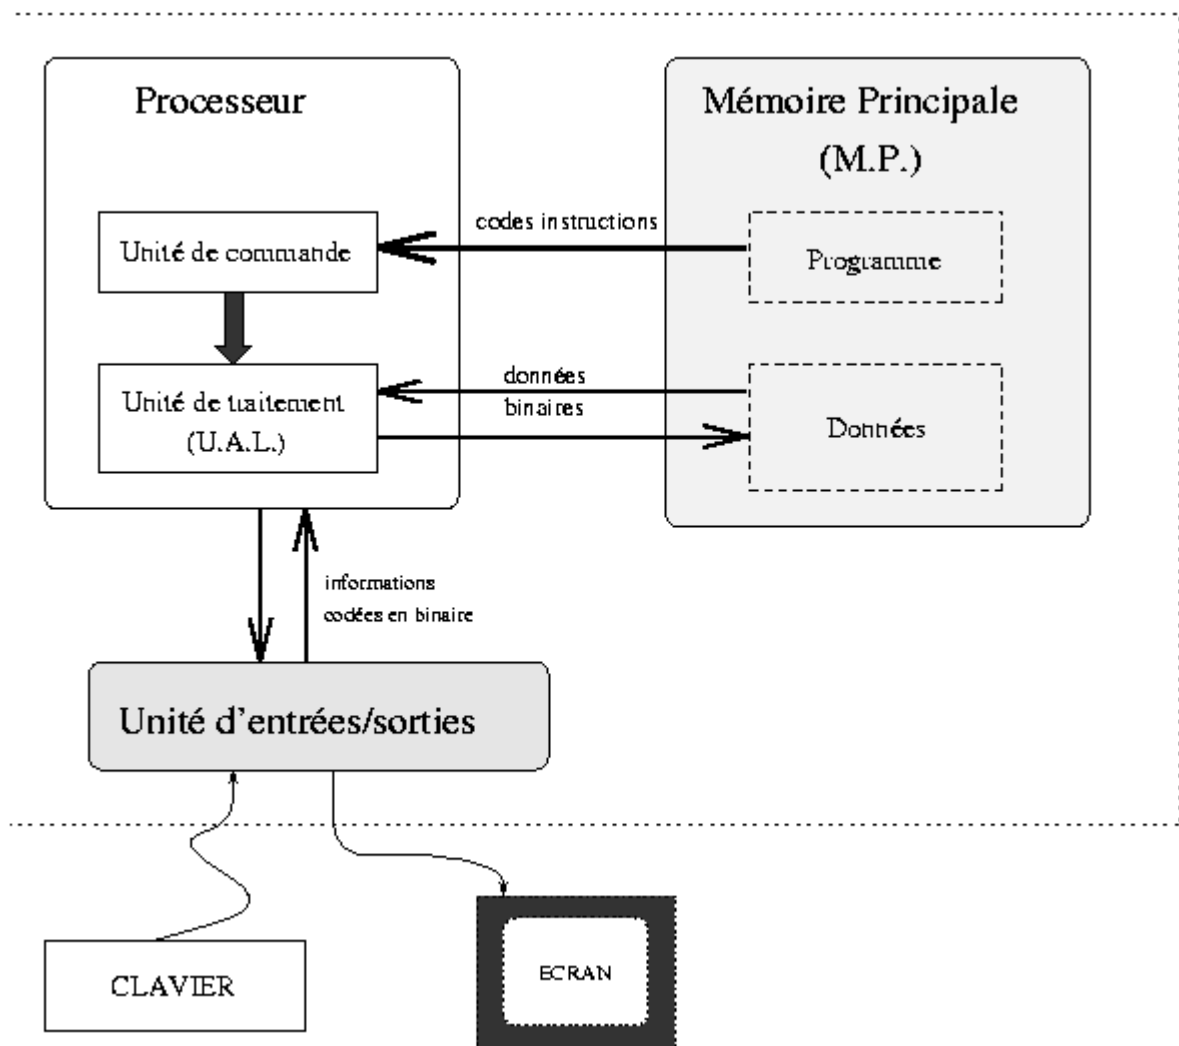 Processeur
Mémoire Principale
(M.P.)
codes instructions
Unité de commande
Programme
données
binaires
Unité de traitement
(U.A.L.)
Données
informations
codées en binaire
Unité d'entrées/sorties
CLAVIER
ECRAN